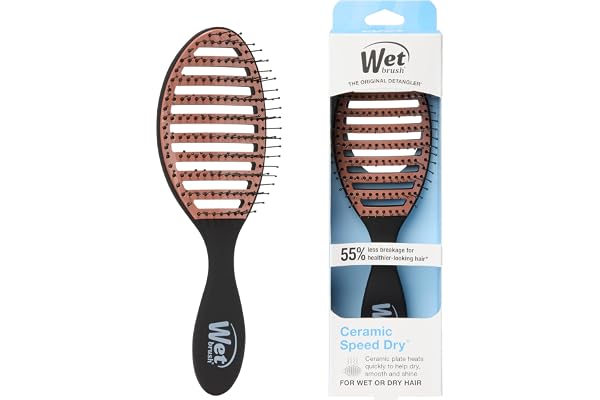 Wet
brush
Wet
brush
THE ORIGINAL DETANGLER
55% less breakage for
healthier-looking hair*
Ceramic
Speed Dry™
Ceramic plate heats
quickly to help dry,
smooth and shine
FOR WET OR DRY HAIR